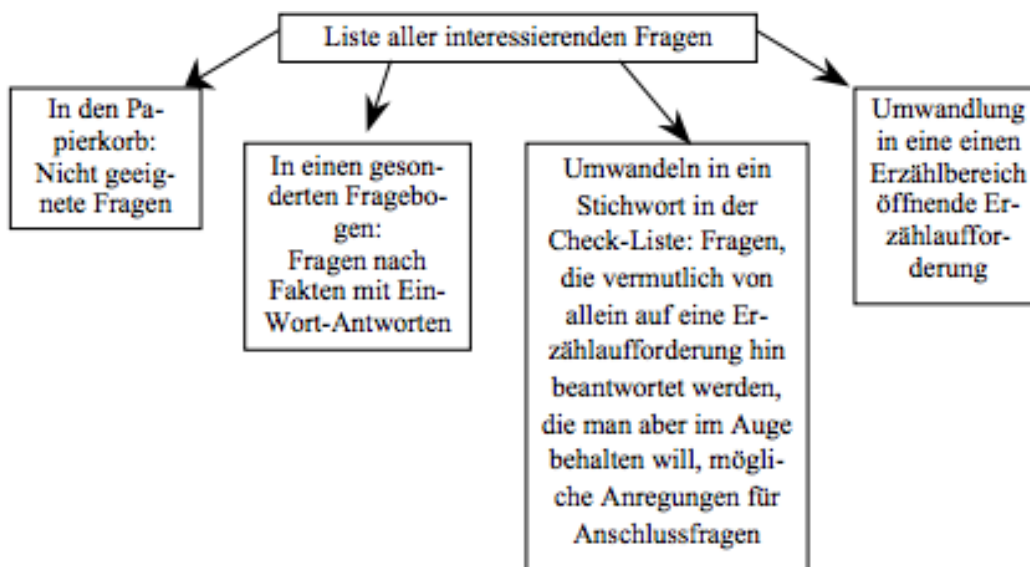 Liste aller interessierenden Fragen
In den Pa-
pierkorb:
Nicht geeig-
nete Fragen
In einen geson-
derten Fragebo-
gen:
Fragen nach
Fakten mit Ein-
Wort-Antworten
Umwandeln in ein
Stichwort in der
Check-Liste: Fragen,
die vermutlich von
allein auf eine Er-
zählaufforderung hin
beantwortet werden,
die man aber im Auge
behalten will, mögli-
che Anregungen für
Anschlussfragen
Umwandlung
in eine einen
Erzählbereich
öffnende Er-
zählauffor-
derung